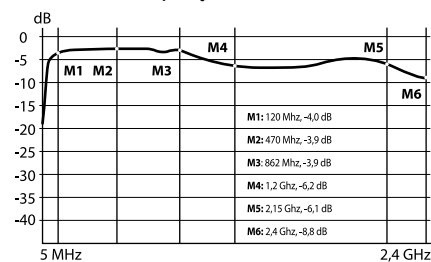 dB
0
-5
-10
-15
-20
-25
-30
-35
-40
M1
M2
M3
M4
M5
M6
M1: 120 Mhz, -4,0 dB
M2: 470 Mhz, -3,9 dB
M3: 862 Mhz, -3,9 dB
M4: 1,2 Ghz, -6,2 dB
M5: 2,15 Ghz, -6,1 dB
M6: 2,4 Ghz, -8,8 dB
5 MHz
2,4 GHz